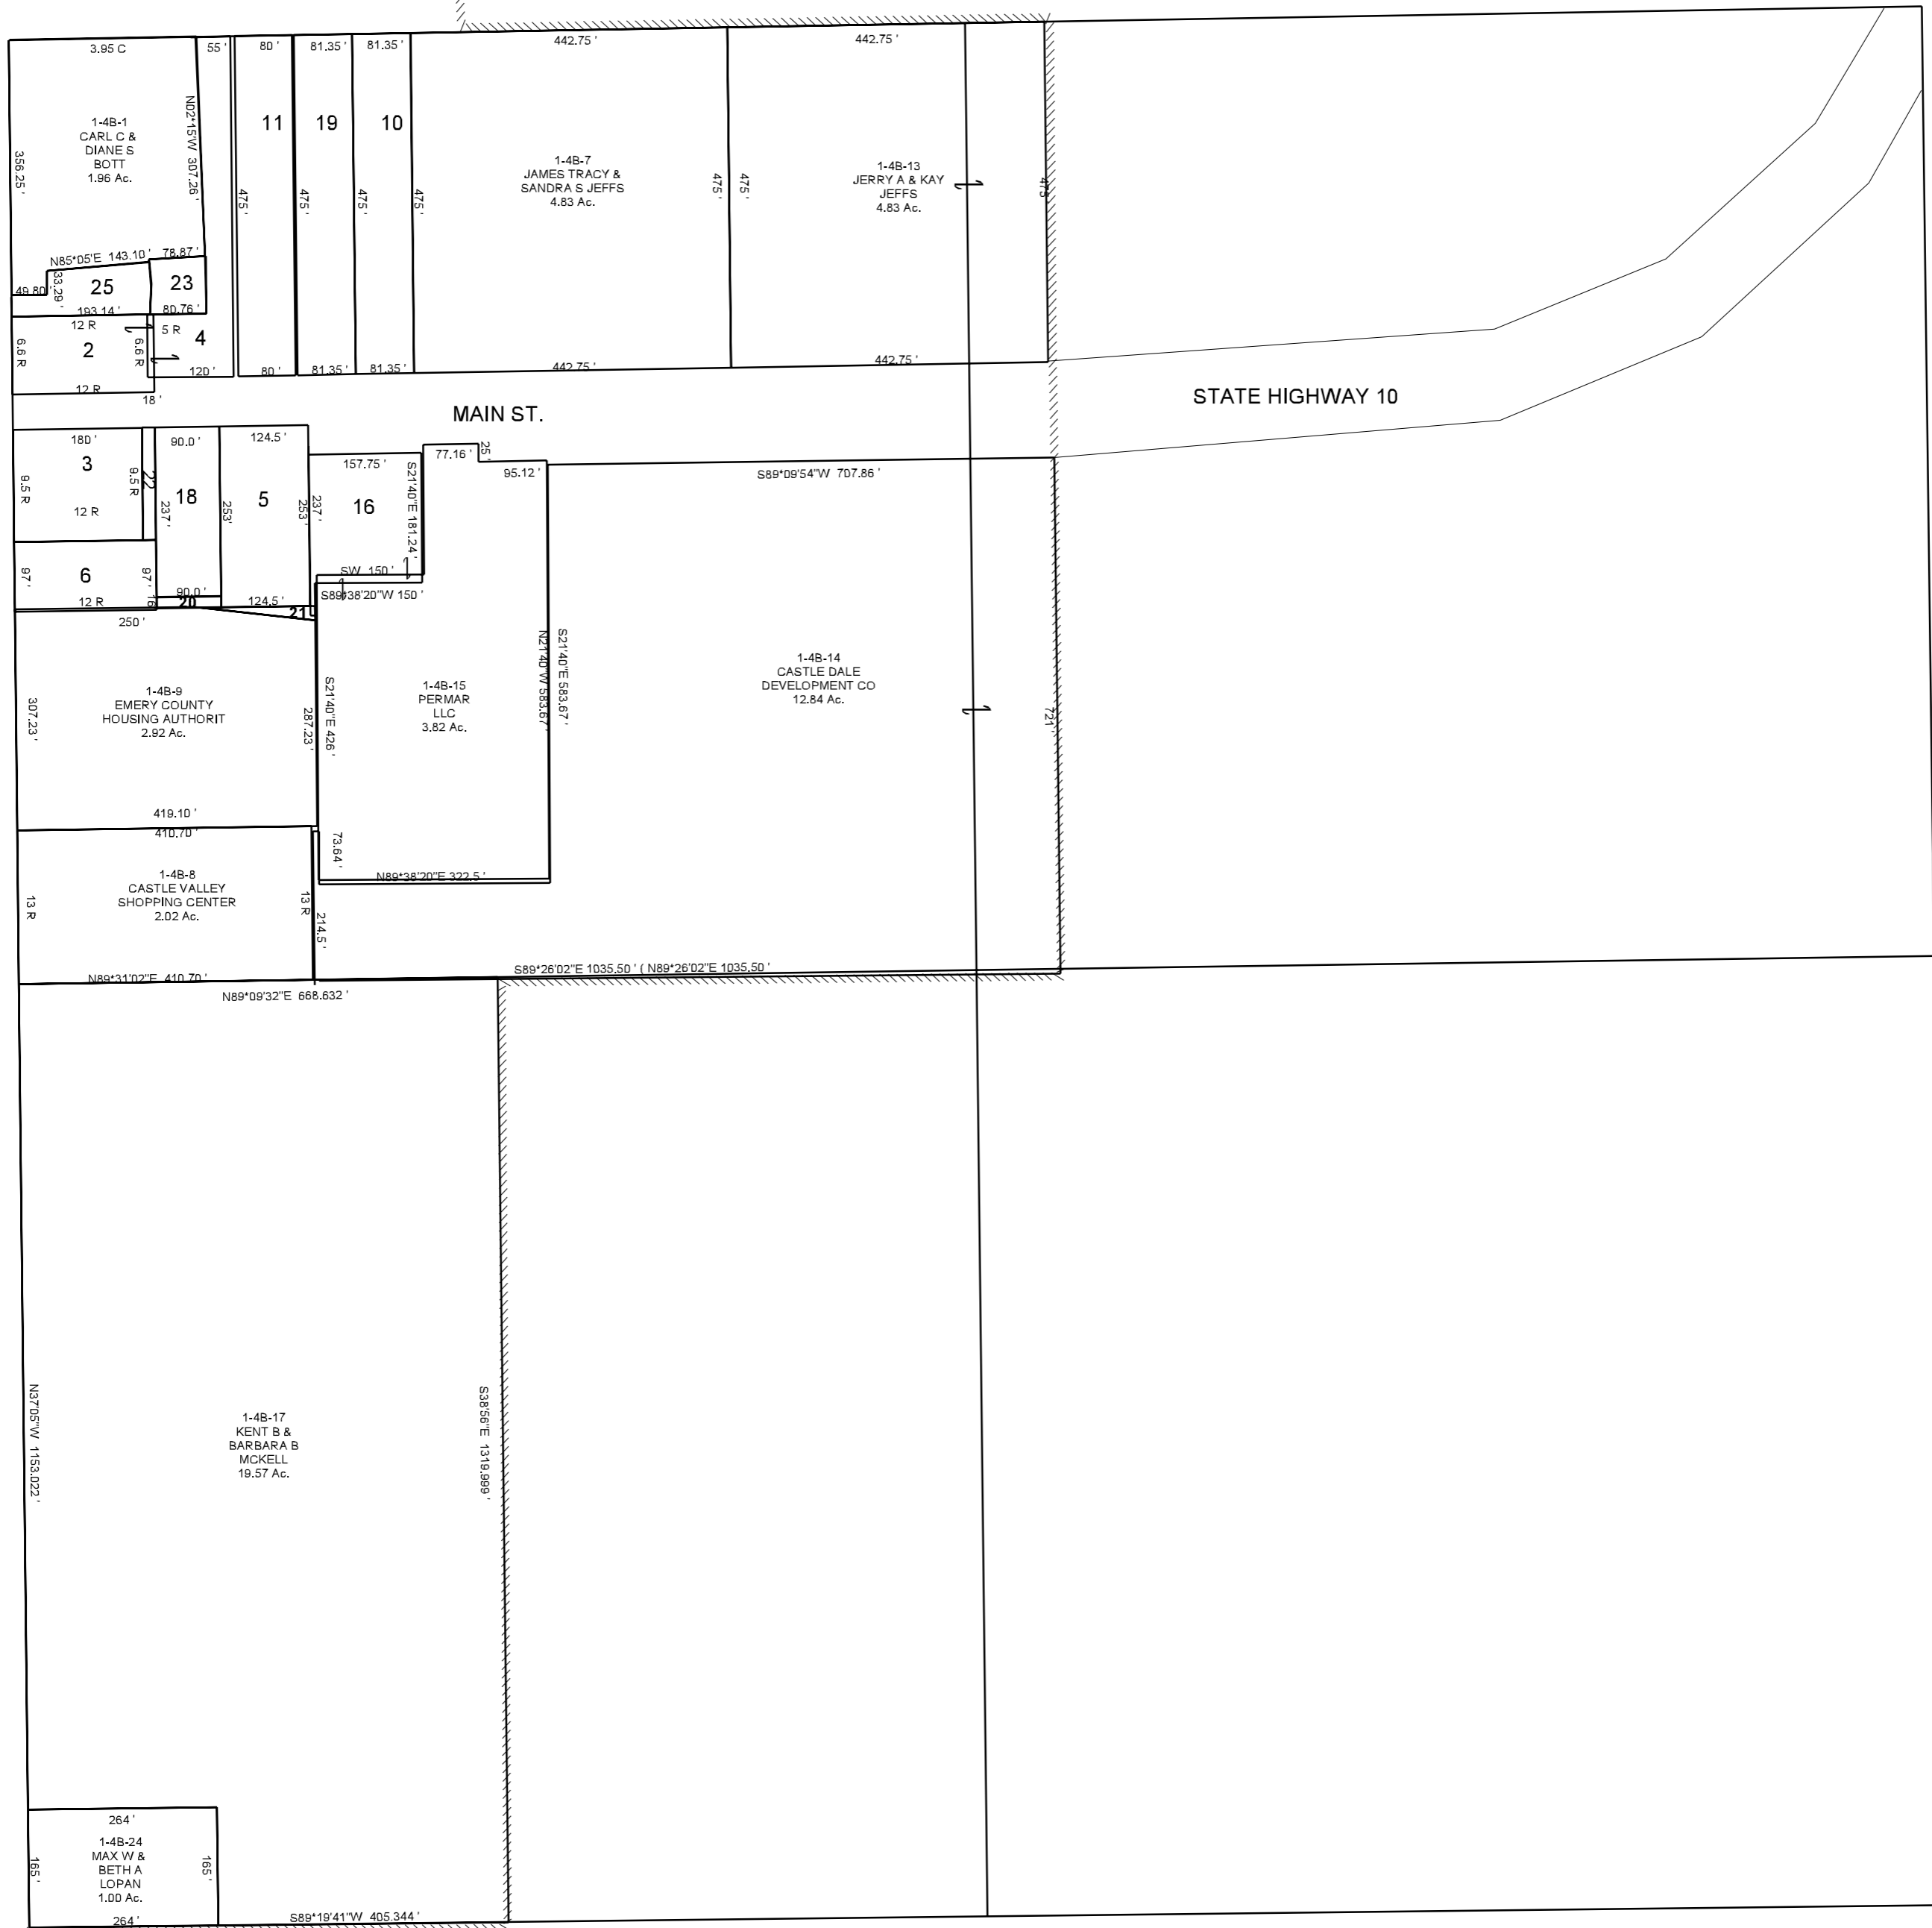 3.95 C
55 '
80 '
81.35 '
81.35 '
442.75 '
442.75 '
1-4B-1
CARL C &
DIANE S
BOTT
1.96 Ac.
356.25 '
N02*15'W 307.26 '
11
19
10
475 '
475 '
475 '
475 '
1-4B-7
JAMES TRACY &
SANDRA S JEFFS
4.83 Ac.
475 '
475 '
1-4B-13
JERRY A & KAY
JEFFS
4.83 Ac.
475 '
N85*05'E 143.10 '
78.87 '
33.29 '
49.80 '
25
23
193.14 '
80.76 '
12 R
5 R
6.6 R
2
6.6 R
4
12 R
18 '
120 '
80 '
81.35 '
81.35 '
442.75 '
442.75 '
MAIN ST.
STATE HIGHWAY 10
180 '
3
9.5 R
9.5 R
12 R
22
90.0 '
18
237 '
124.5 '
5
253'
253 '
237 '
157.75 '
16
S21'40"E 181.24 '
77.16 '
25 '
95.12 '
S89*09'54"W 707.86 '
97 '
6
97 '
12 R
16
90.0 '
20
124.5 '
21
SW 150 '
S89*38'20"W 150 '
250 '
1-4B-9
EMERY COUNTY
HOUSING AUTHORIT
2.92 Ac.
307.23 '
287.23 '
S21'40"E 426 '
1-4B-15
PERMAR
LLC
3.82 Ac.
N21'40"W 583.67 '
S21'40"E 583.67 '
1-4B-14
CASTLE DALE
DEVELOPMENT CO
12.84 Ac.
721 '
419.10 '
410.70 '
73.64 '
N89*38'20"E 322.5 '
1-4B-8
CASTLE VALLEY
SHOPPING CENTER
2.02 Ac.
13 R
13 R
214.5 '
N89*31'02"E 410.70 '
S89*26'02"E 1035.50 ' ( N89*26'02"E 1035.50 '
N89*09'32"E 668.632 '
N37'05"W 1153.022 '
1-4B-17
KENT B &
BARBARA B
MCKELL
19.57 Ac.
S38'56"E 1319.999 '
264 '
1-4B-24
MAX W &
BETH A
LOPAN
1.00 Ac.
165 '
165 '
264 '
S89*19'41"W 405.344 '